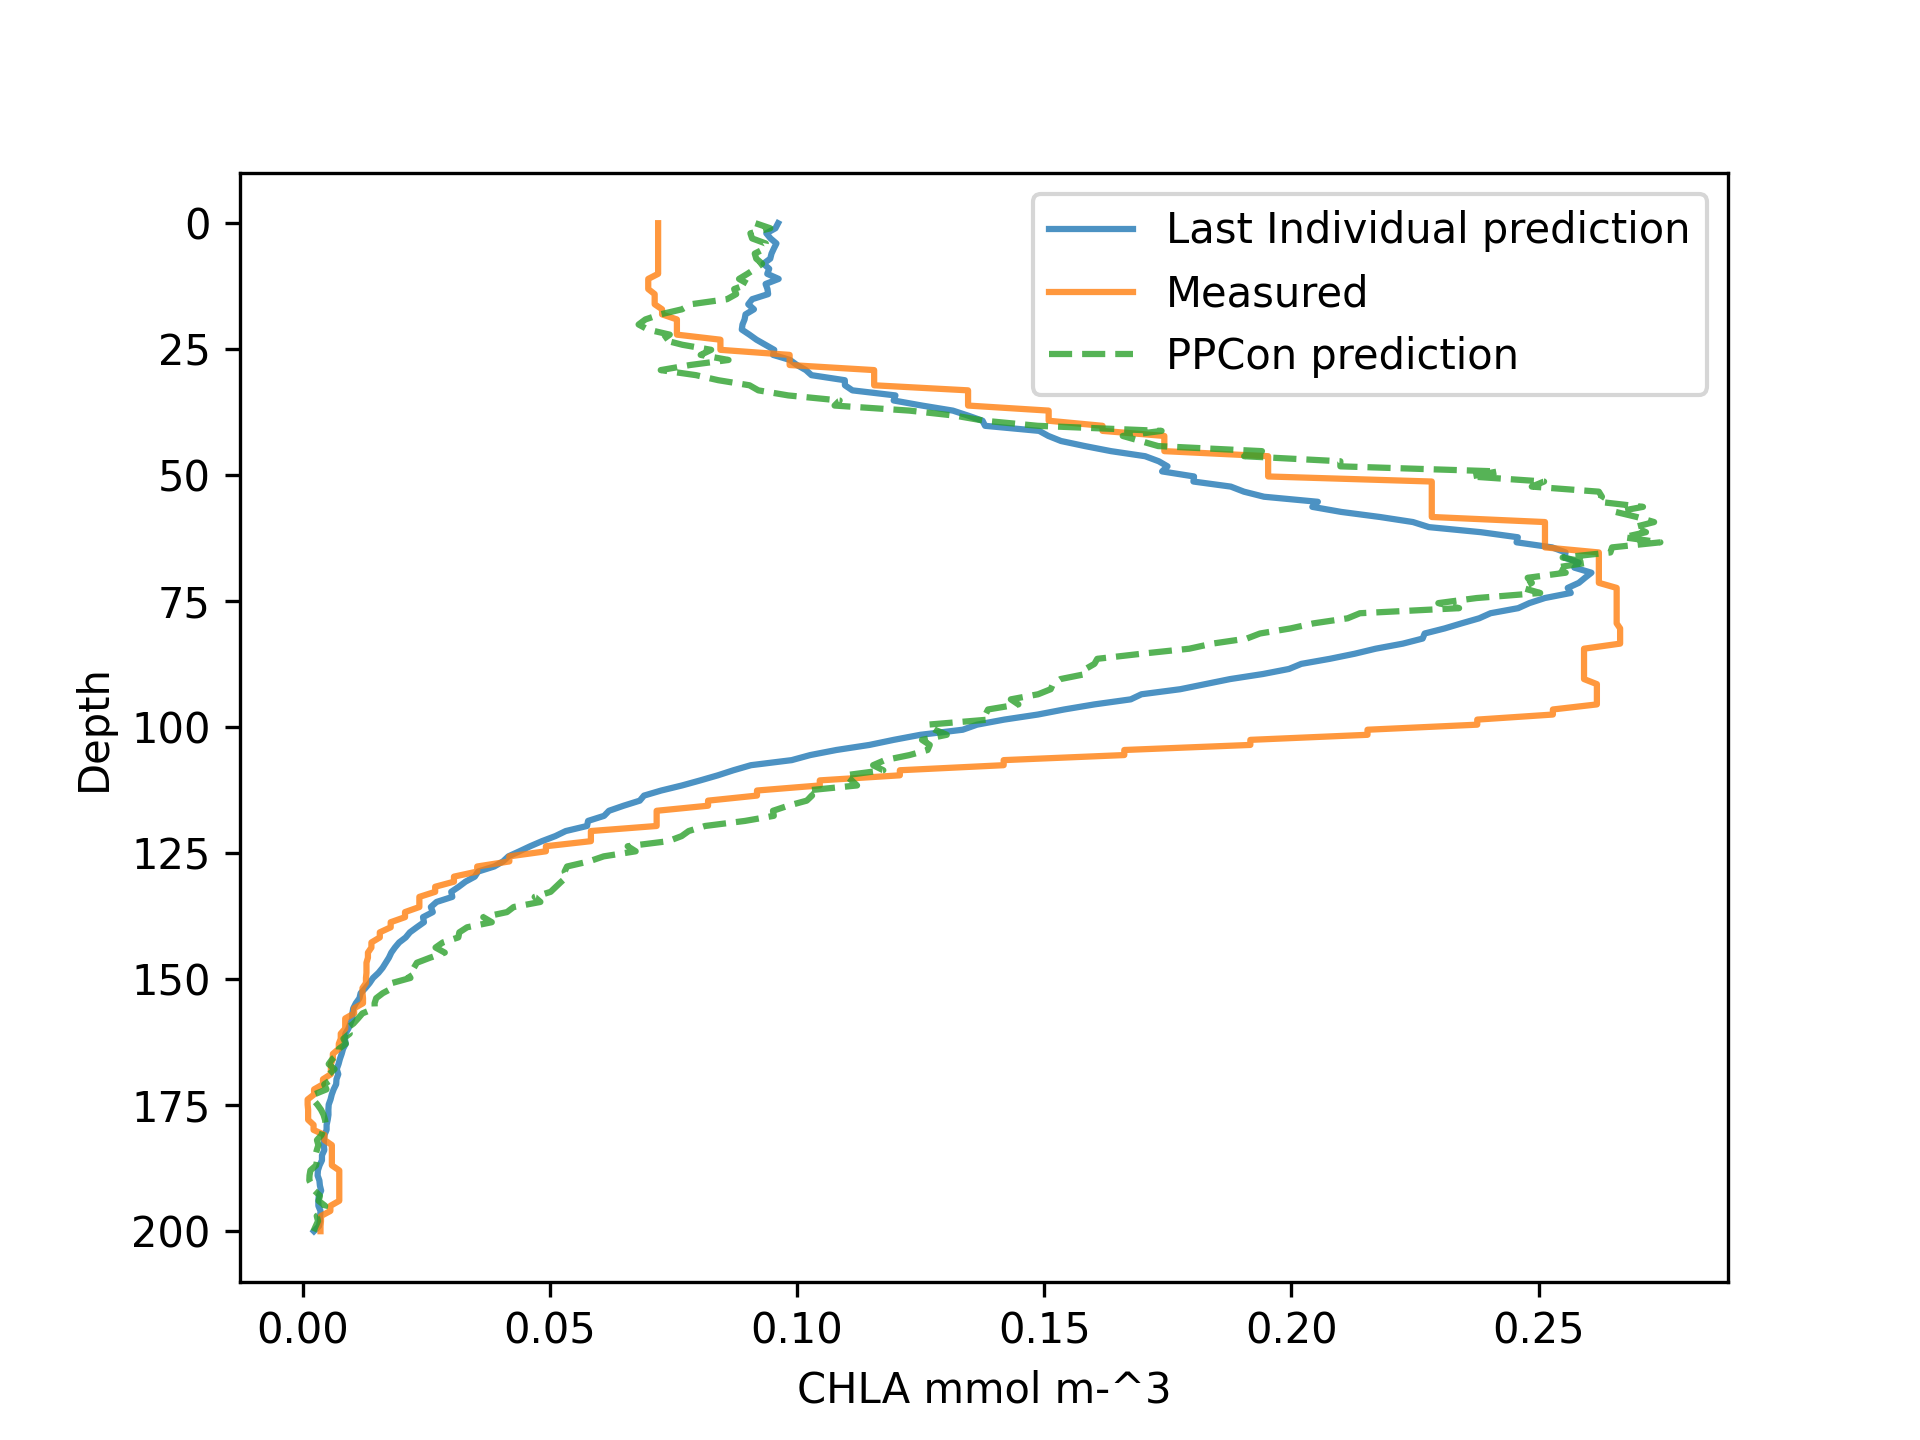 Last Individual prediction
Measured
PPCon prediction
0
25
50
75
100
125
150
175
200
Depth
0.00 0.05 0.10 0.15 0.20 0.25
CHLA mmol m-^3